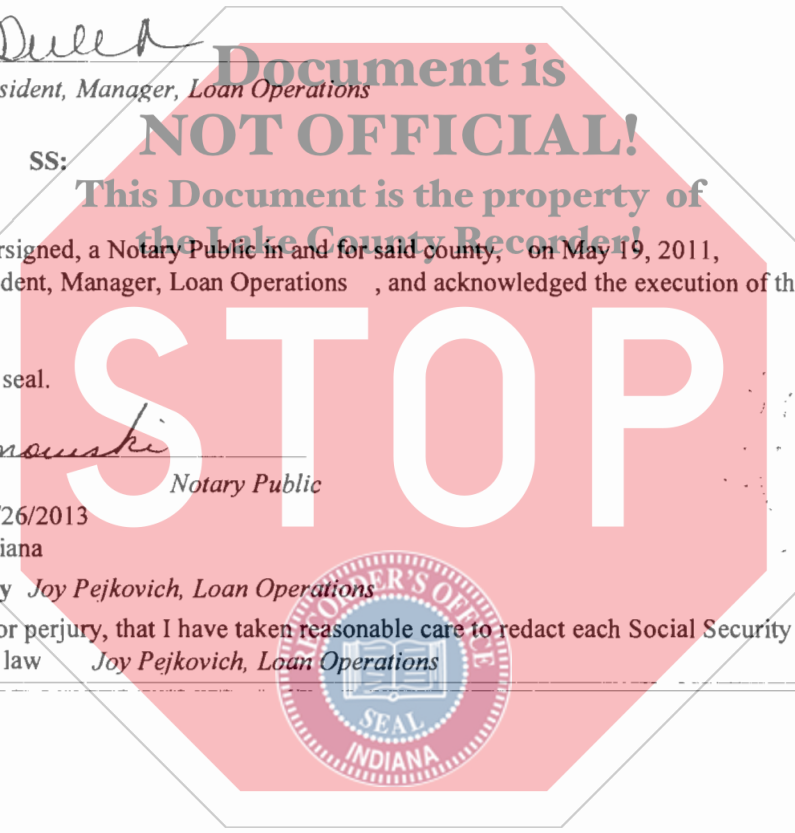 Document is
sident, Manager, Loan Operations
NOT OFFICIAL!
SS:
This Document is the property of
the Lake County Recorder!
rsigned, a Notary Public in and for said county, on May 19, 2011,
dent, Manager, Loan Operations , and acknowledged the execution of th
STOP
seal.
nowski
Notary Public
/26/2013
iana
y Joy Pejkovich, Loan Operations
or perjury, that I have taken reasonable care to redact each Social Security
law Joy Pejkovich, Loan Operations
RECORDER'S OFFICE
SEAL
INDIANA